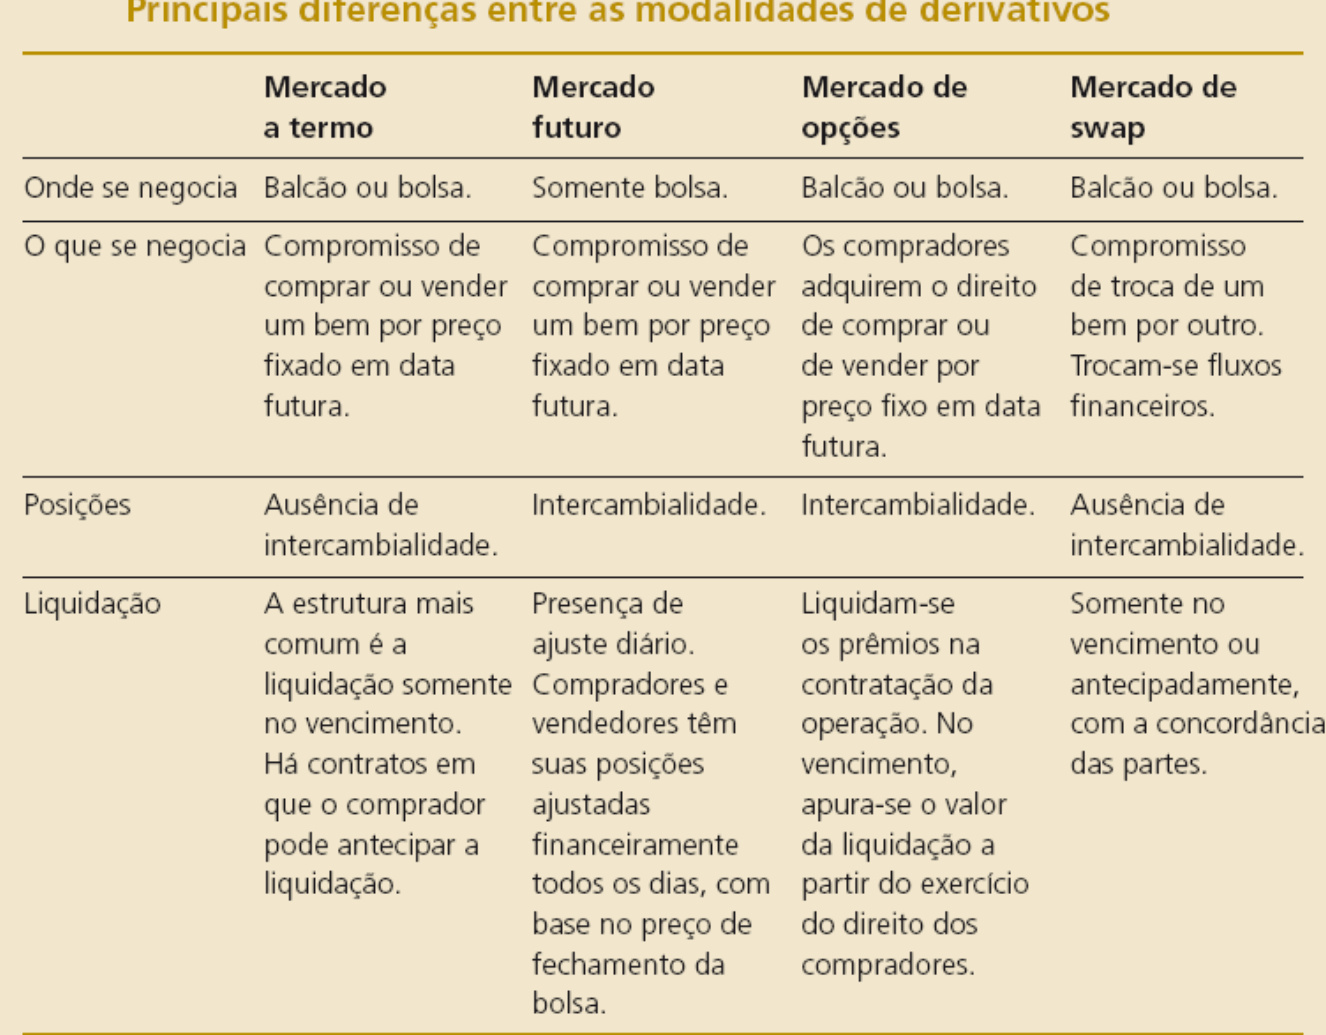 Principais diferenças entre as modalidades de derivativos
Mercado a termo
Mercado futuro
Mercado de opções
Mercado de swap
Onde se negocia
Balcão ou bolsa.
Somente bolsa.
Balcão ou bolsa.
Balcão ou bolsa.
O que se negocia
Compromisso de
comprar ou vender
um bem por preço
fixado em data
futura.
Compromisso de
comprar ou vender
um bem por preço
fixado em data
futura.
Os compradores
adquirem o direito
de comprar ou
de vender por
preço fixo em data
futura.
Compromisso
de troca de um
bem por outro.
Trocam-se fluxos
financeiros.
Posições
Ausência de
intercambialidade.
Intercambialidade.
Intercambialidade.
Ausência de
intercambialidade.
Liquidação
A estrutura mais
comum é a
liquidação somente
no vencimento.
Há contratos em
que o comprador
pode antecipar a
liquidação.
Presença de
ajuste diário.
Compradores e
vendedores têm
suas posições
ajustadas
financeiramente
todos os dias, com
base no preço de
fechamento da
bolsa.
Liquidam-se
os prêmios na
contratação da
operação. No
vencimento,
apura-se o valor
da liquidação a
partir do exercício
do direito dos
compradores.
Somente no
vencimento ou
antecipadamente,
com a concordância
das partes.